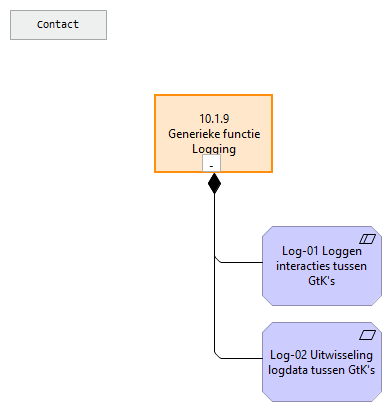 Contact
10.1.9
Generieke functie
Logging
-
Log-01 Loggen
interacties tussen
GtK's
Log-02 Uitwisseling
logdata tussen GtK's